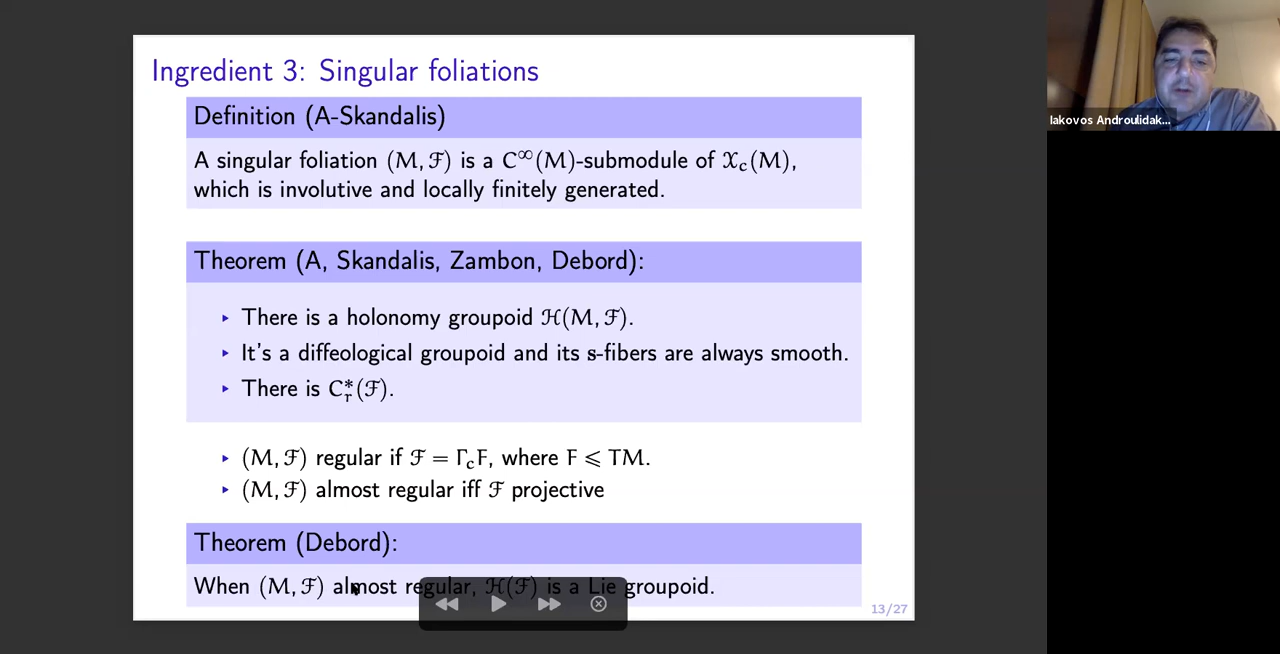 Ingredient 3: Singular foliations
Definition (A-Skandalis)
A singular foliation (M, ℱ) is a C^∞(M)-submodule of 𝔛_c(M),
which is involutive and locally finitely generated.
Theorem (A, Skandalis, Zambon, Debord):
▸ There is a holonomy groupoid ℋ(M, ℱ).
▸ It's a diffeological groupoid and its s-fibers are always smooth.
▸ There is C*_r(ℱ).
▸ (M, ℱ) regular if ℱ = Γ_cF, where F ⩽ TM.
▸ (M, ℱ) almost regular iff ℱ projective
Theorem (Debord):
When (M, ℱ) almost regular, ℋ(ℱ) is a Lie groupoid.
13/27
Iakovos Androulidak...